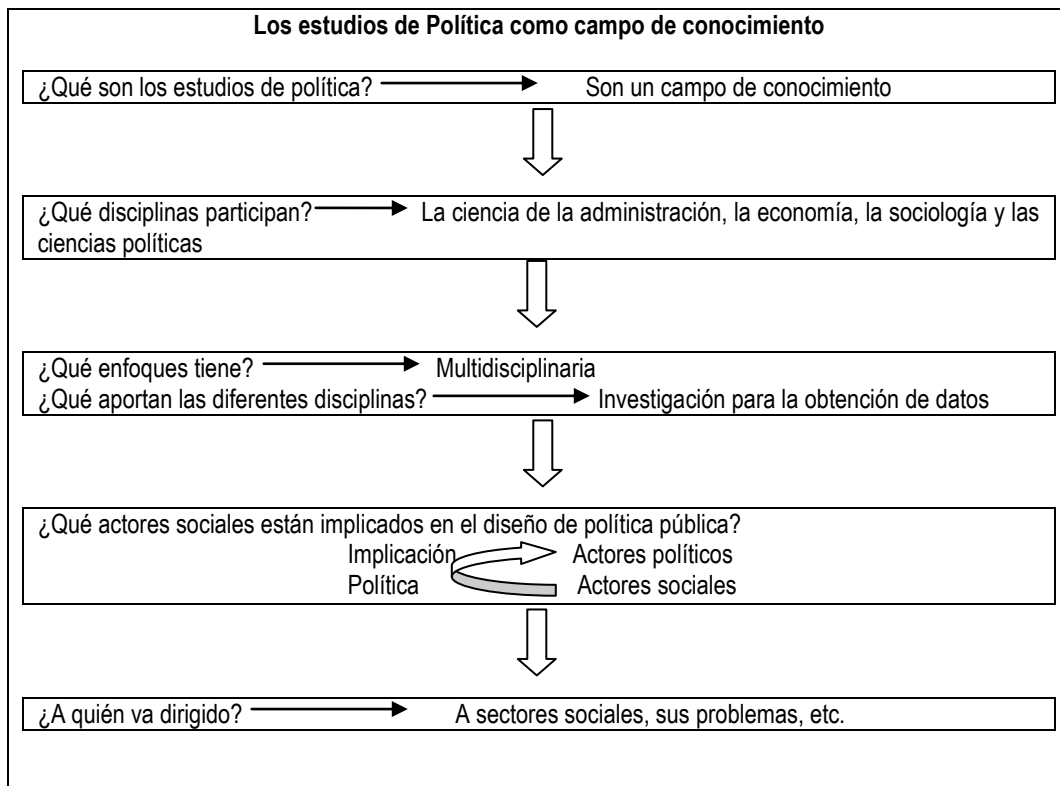 Los estudios de Política como campo de conocimiento
¿Qué son los estudios de política? Son un campo de conocimiento
¿Qué disciplinas participan? La ciencia de la administración, la economía, la sociología y las
ciencias políticas
¿Qué enfoques tiene? Multidisciplinaria
¿Qué aportan las diferentes disciplinas? Investigación para la obtención de datos
¿Qué actores sociales están implicados en el diseño de política pública?
Implicación Actores políticos
Política Actores sociales
¿A quién va dirigido? A sectores sociales, sus problemas, etc.